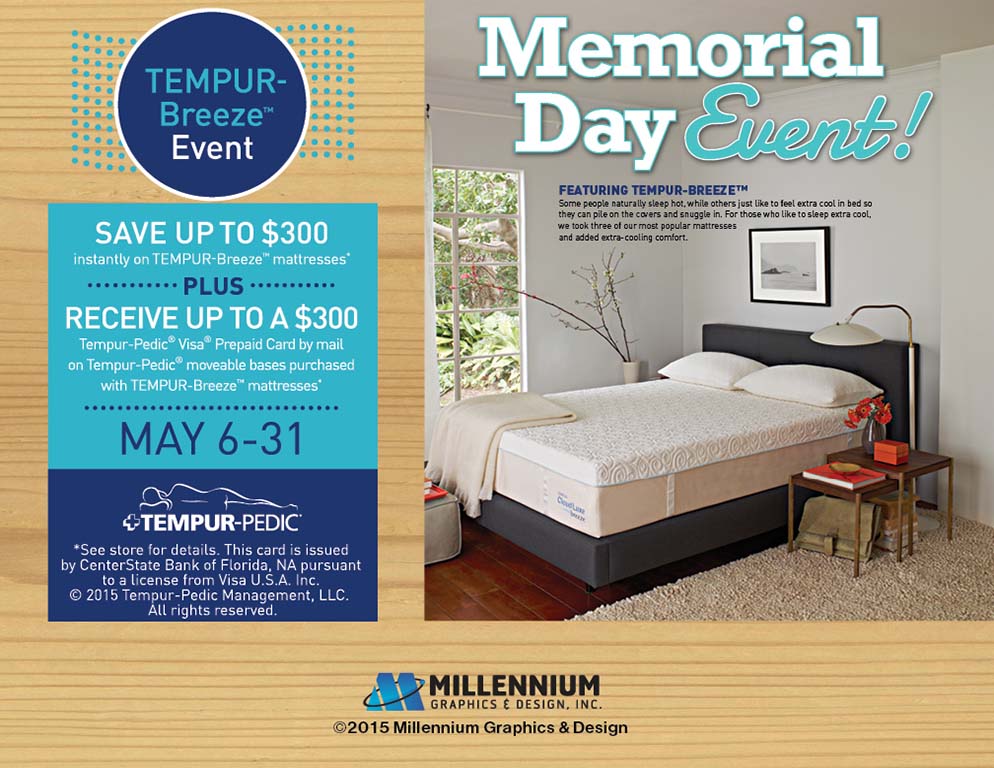 TEMPUR-
Breeze™
Event
SAVE UP TO $300
instantly on TEMPUR-Breeze™ mattresses*
PLUS
RECEIVE UP TO A $300
Tempur-Pedic® Visa® Prepaid Card by mail
on Tempur-Pedic® moveable bases purchased
with TEMPUR-Breeze™ mattresses*
MAY 6-31
TEMPUR-PEDIC
*See store for details. This card is issued
by CenterState Bank of Florida, NA pursuant
to a license from Visa U.S.A. Inc.
© 2015 Tempur-Pedic Management, LLC.
All rights reserved.
Memorial
Day Event!
FEATURING TEMPUR-BREEZE™
Some people naturally sleep hot, while others just like to feel extra cool in bed so
they can pile on the covers and snuggle in. For those who like to sleep extra cool,
we took three of our most popular mattresses
and added extra-cooling comfort.
Cloud Luxe
BREEZE
MILLENNIUM
GRAPHICS & DESIGN, INC.
©2015 Millennium Graphics & Design